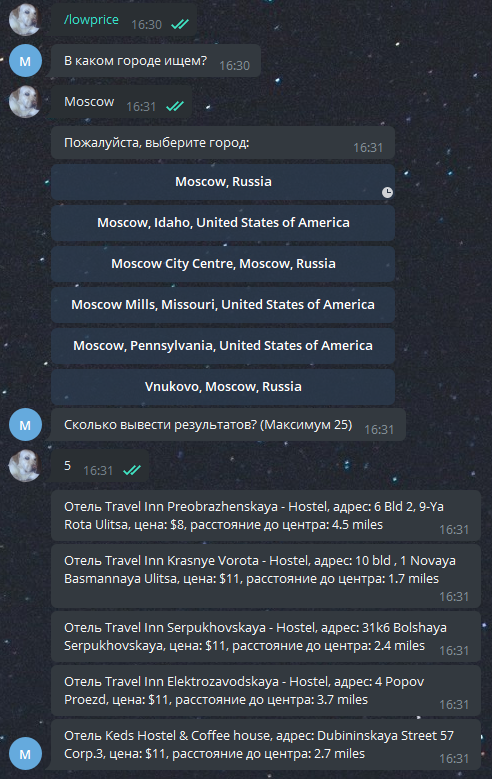 /lowprice 16:30
M В каком городе ищем? 16:30
Moscow 16:31
Пожалуйста, выберите город: 16:31
Moscow, Russia
Moscow, Idaho, United States of America
Moscow City Centre, Moscow, Russia
Moscow Mills, Missouri, United States of America
Moscow, Pennsylvania, United States of America
Vnukovo, Moscow, Russia
M Сколько вывести результатов? (Максимум 25) 16:31
5 16:31
Отель Travel Inn Preobrazhenskaya - Hostel, адрес: 6 Bld 2, 9-Ya
Rota Ulitsa, цена: $8, расстояние до центра: 4.5 miles 16:31
Отель Travel Inn Krasnye Vorota - Hostel, адрес: 10 bld , 1 Novaya
Basmannaya Ulitsa, цена: $11, расстояние до центра: 1.7 miles
16:31
Отель Travel Inn Serpukhovskaya - Hostel, адрес: 31k6 Bolshaya
Serpukhovskaya, цена: $11, расстояние до центра: 2.4 miles 16:31
Отель Travel Inn Elektrozavodskaya - Hostel, адрес: 4 Popov
Proezd, цена: $11, расстояние до центра: 3.7 miles 16:31
Отель Keds Hostel & Coffee house, адрес: Dubininskaya Street 57
M Corp.3, цена: $11, расстояние до центра: 2.7 miles 16:31